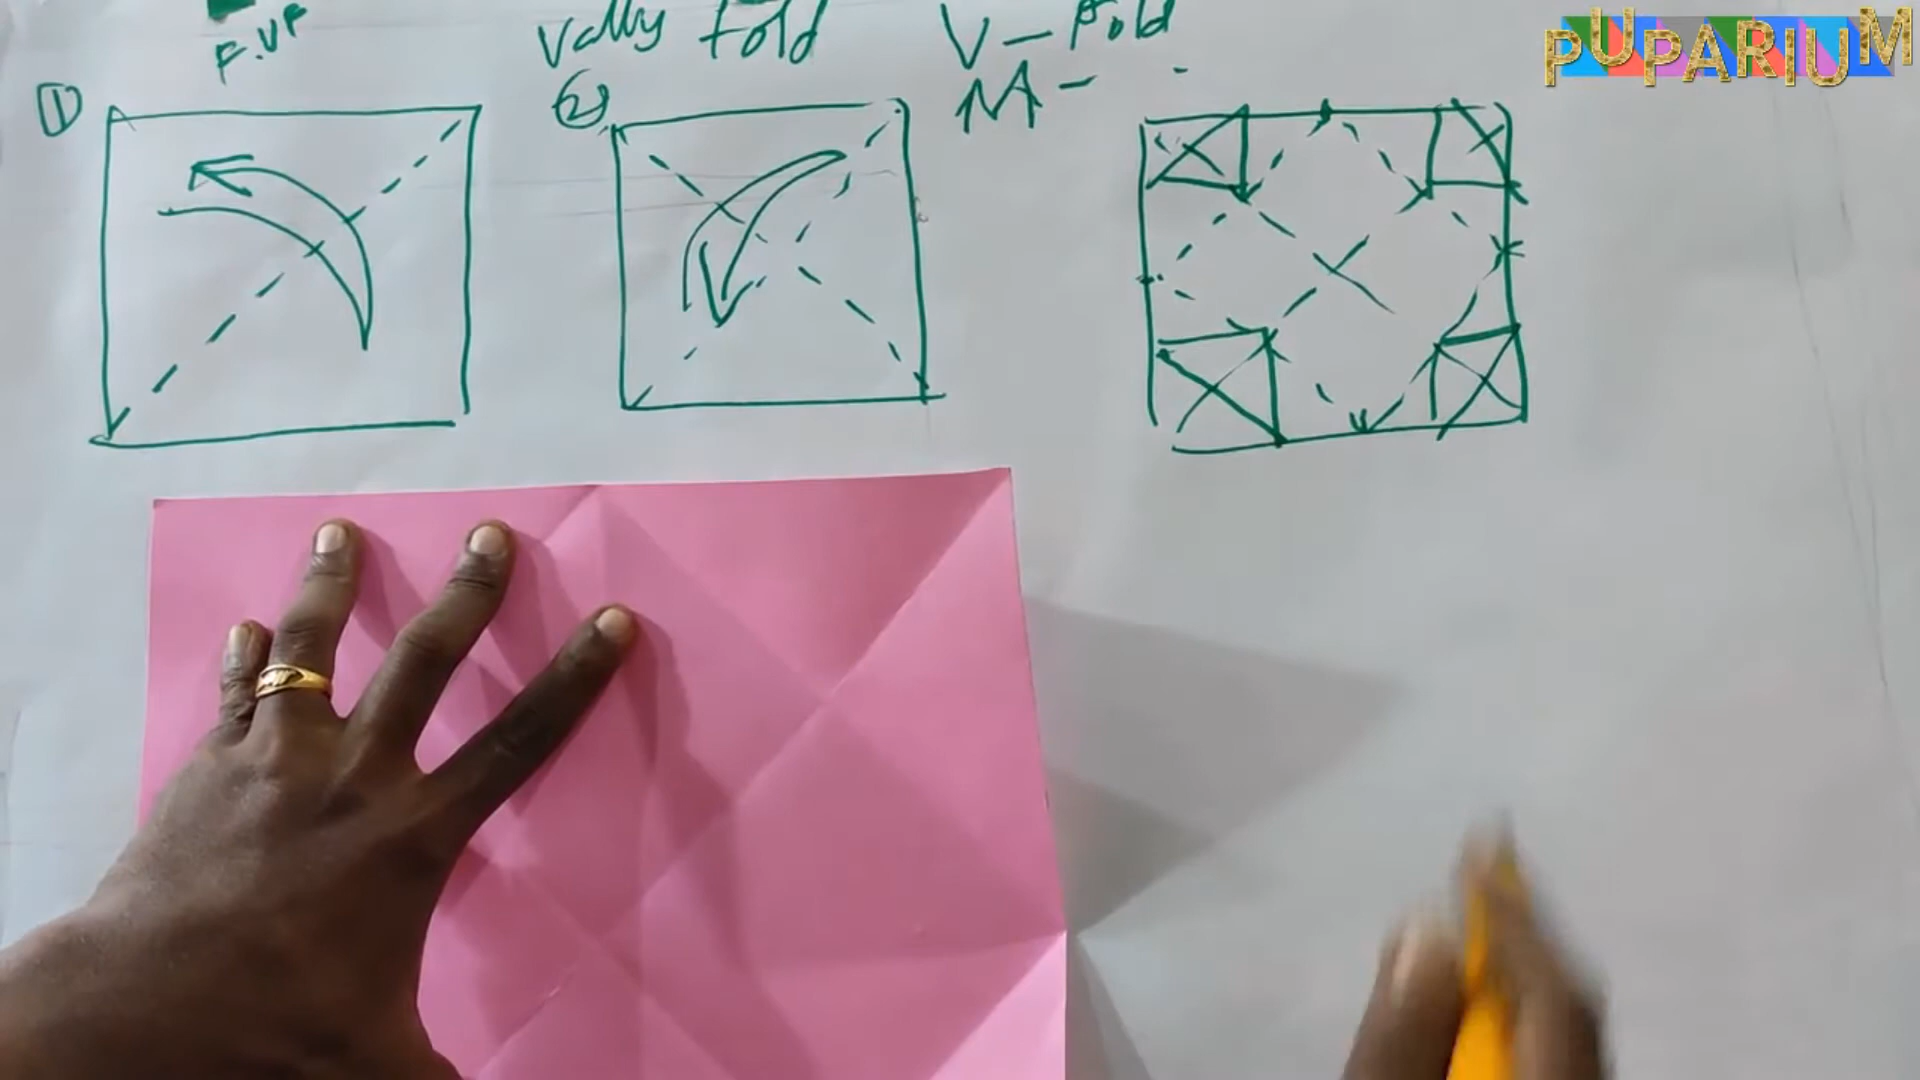 F.UP
Vally Fold
V - Fold
M -
①
②
PUPARIUM